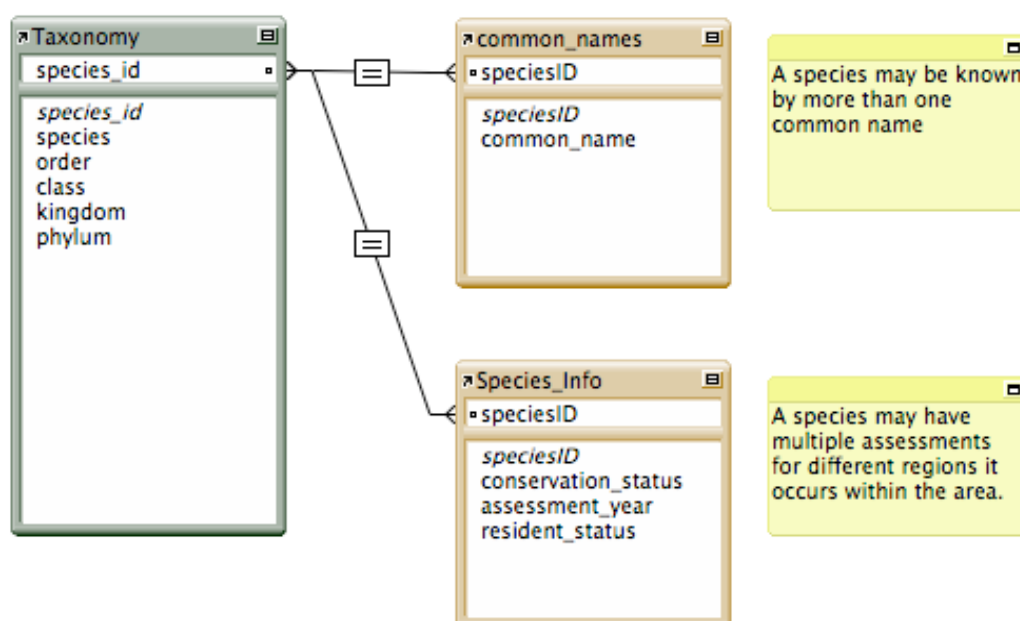 Taxonomy
species_id
species_id
species
order
class
kingdom
phylum
=
=
common_names
speciesID
speciesID
common_name
A species may be known
by more than one
common name
Species_Info
speciesID
speciesID
conservation_status
assessment_year
resident_status
A species may have
multiple assessments
for different regions it
occurs within the area.